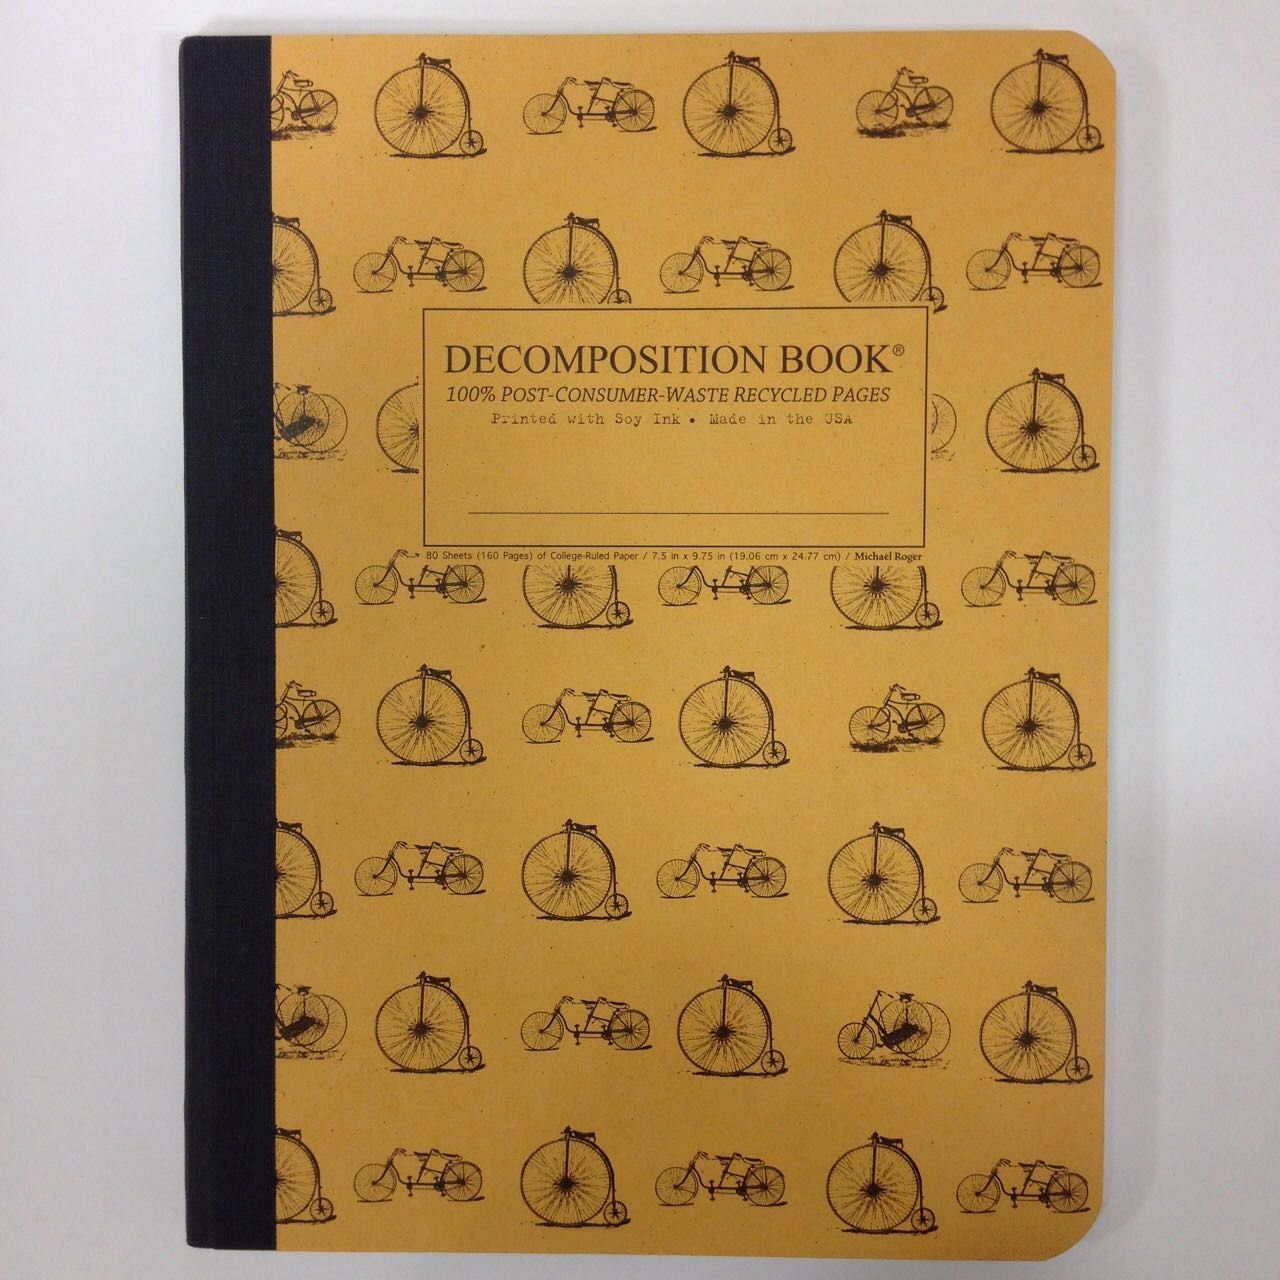 DECOMPOSITION BOOK®
100% POST-CONSUMER-WASTE RECYCLED PAGES
Printed with Soy Ink • Made in the USA
80 Sheets (160 Pages) of College-Ruled Paper / 7.5 in x 9.75 in (19.06 cm x 24.77 cm) / Michael Roger